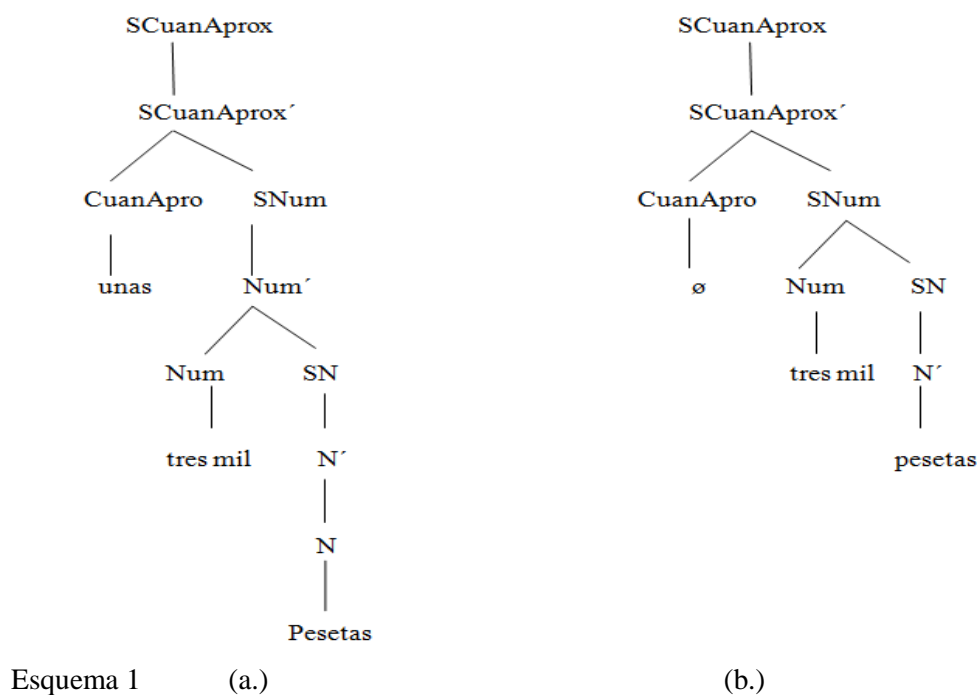 SCuanAprox SCuanAprox
SCuanAprox´ SCuanAprox´
CuanApro SNum CuanApro SNum
unas Num´ ø Num SN
Num SN tres mil N´
tres mil N´ pesetas
N
Pesetas
Esquema 1 (a.) (b.)